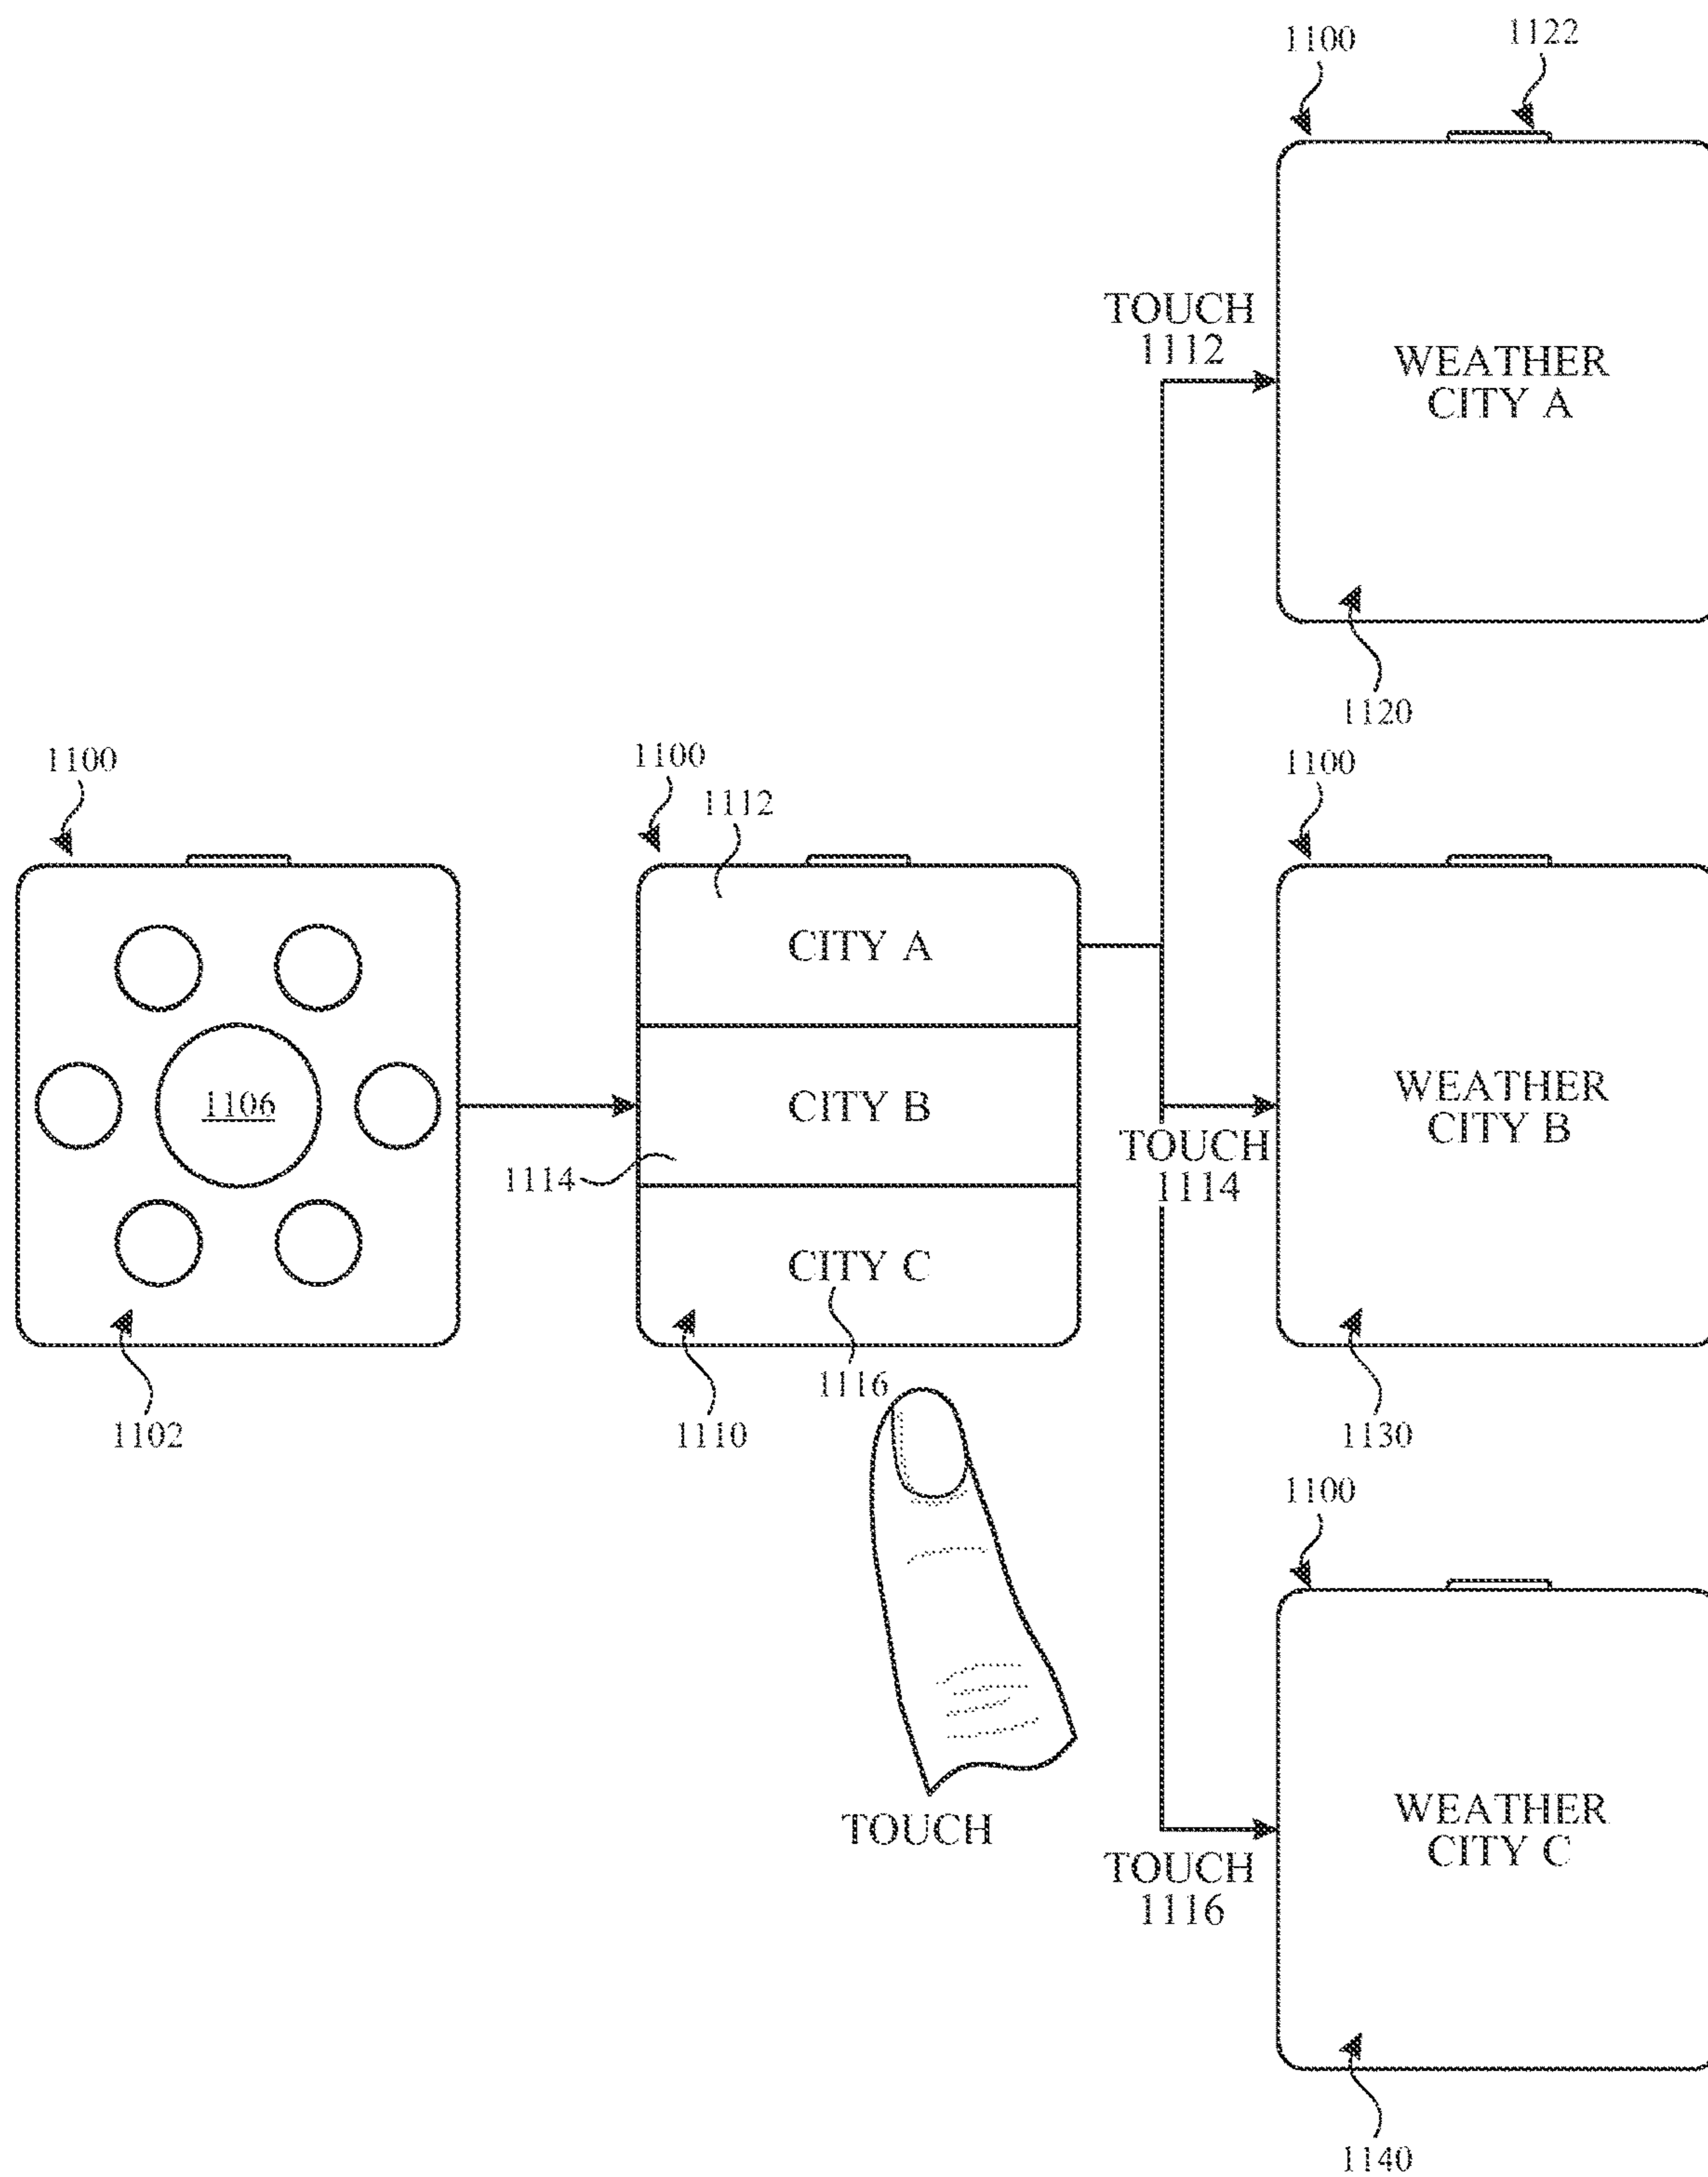 1100
1122
TOUCH
1112
WEATHER
CITY A
1120
1100
1100
1100
1112
CITY A
1106
CITY B
1114
CITY C
1116
1102
1110
TOUCH
1114
WEATHER
CITY B
1130
1100
TOUCH
TOUCH
1116
WEATHER
CITY C
1140